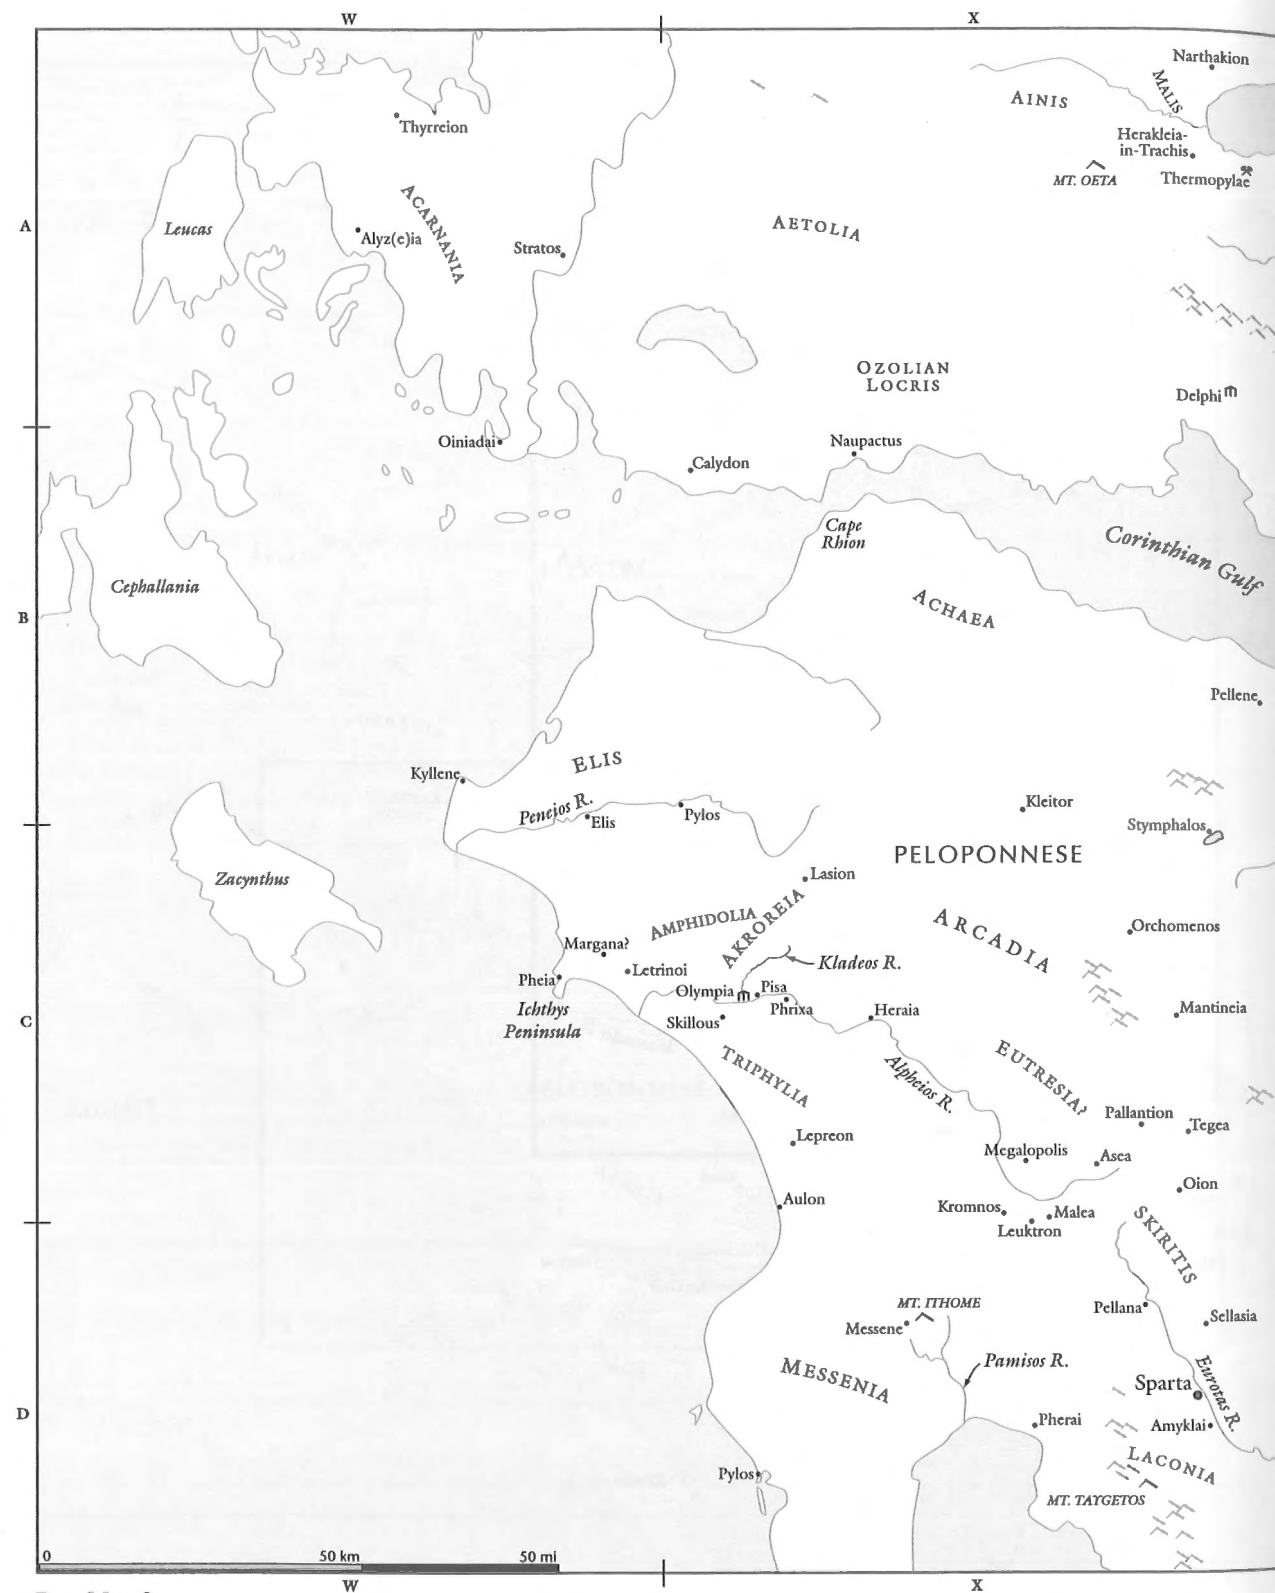 W
X
Narthakion
MALIS
AINIS
Thyrreion
Herakleia-
in-Trachis
MT. OETA
Thermopylae
A
ACARNANIA
Leucas
Alyz(e)ia
Stratos
AETOLIA
OZOLIAN
LOCRIS
Delphi
Oiniadai
Naupactus
Calydon
Cape
Rhion
Corinthian Gulf
Cephallania
B
ACHAEA
Pellene
ELIS
Kyllene
Peneios R.
Elis
Pylos
Kleitor
Stymphalos
PELOPONNESE
Zacynthus
Lasion
AMPHIDOLIA
AKROREIA
ARCADIA
Orchomenos
Margana?
Letrinoi
Kladeos R.
Pheia
Olympia
Pisa
Phrixa
Ichthys
Peninsula
Skillous
Heraia
Mantineia
C
TRIPHYLIA
Alpheios R.
EUTRESIA?
Pallantion
Tegea
Lepreon
Megalopolis
Asea
Aulon
Oion
Kromnos
Malea
Leuktron
SKIRITIS
MT. ITHOME
Messene
Pellana
Sellasia
MESSENIA
Pamisos R.
Sparta
Eurotas R.
D
Pherai
Amyklai
LACONIA
Pylos
MT. TAYGETOS
0
50 km
50 mi
W
X